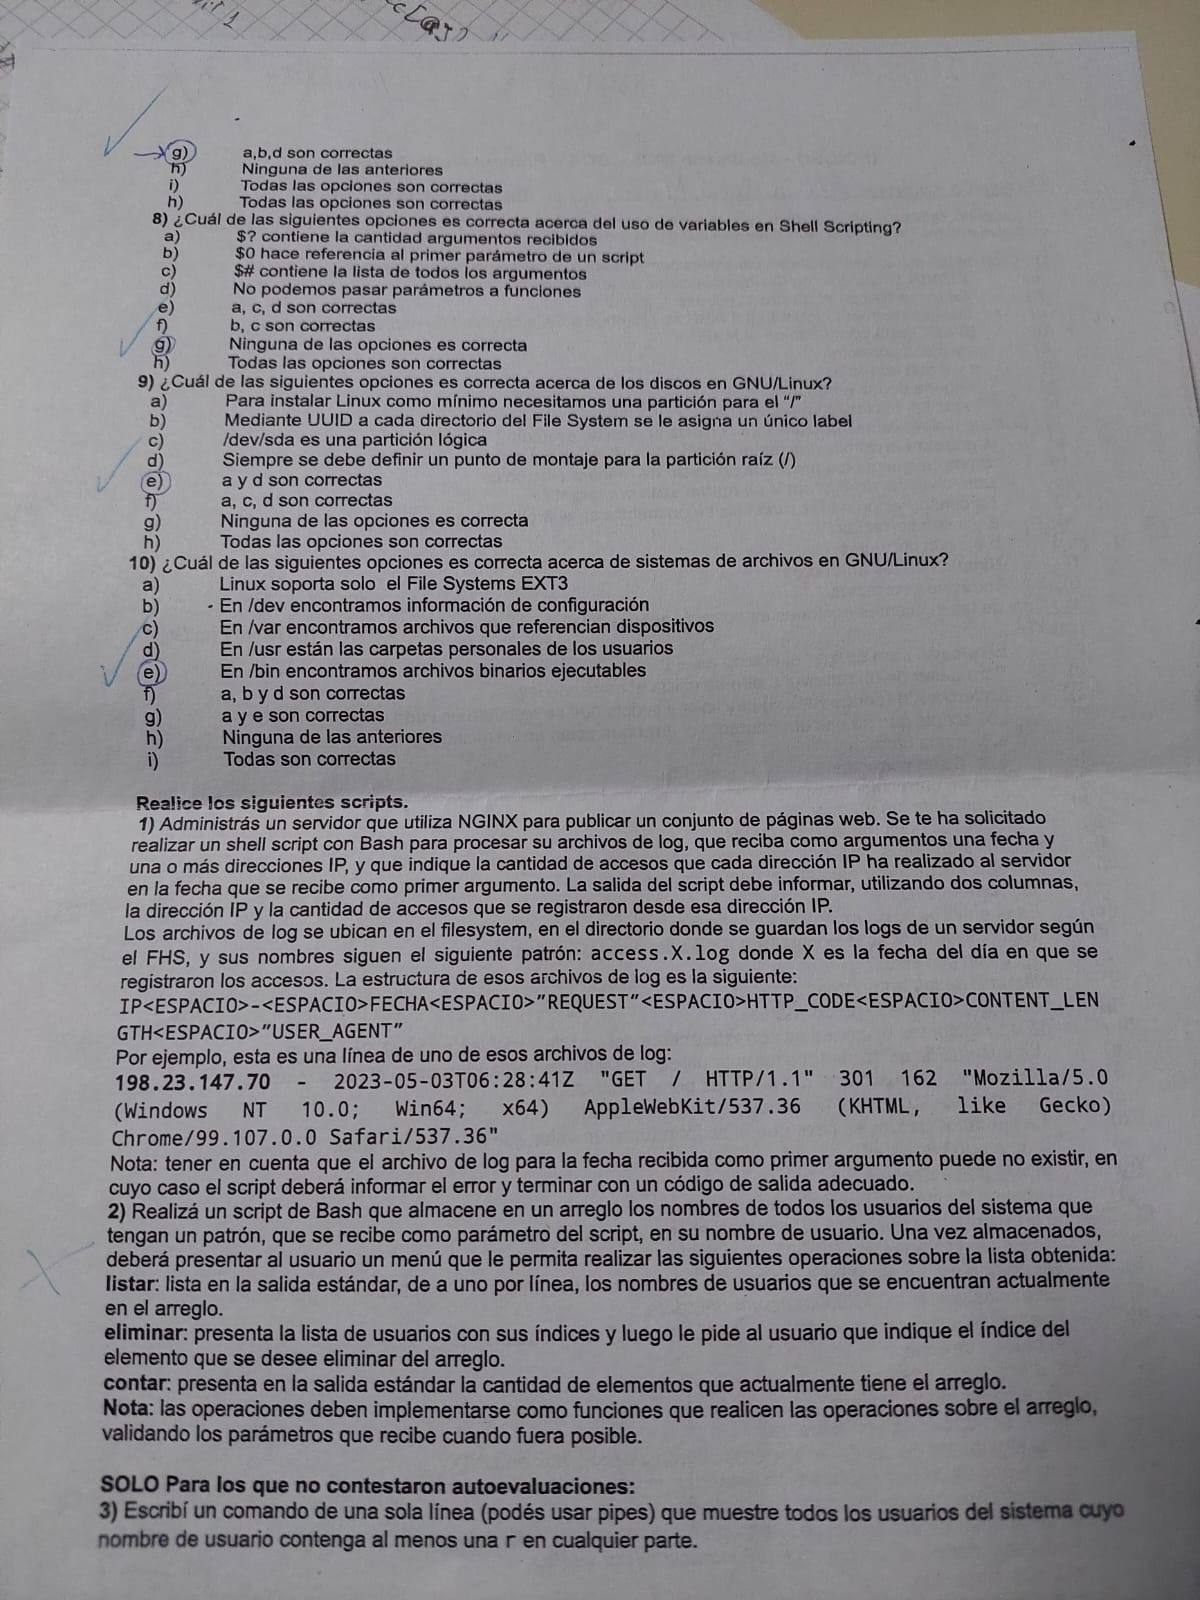 g) a,b,d son correctas
h) Ninguna de las anteriores
i) Todas las opciones son correctas
h) Todas las opciones son correctas
8) ¿Cuál de las siguientes opciones es correcta acerca del uso de variables en Shell Scripting?
a) $? contiene la cantidad argumentos recibidos
b) $0 hace referencia al primer parámetro de un script
c) $# contiene la lista de todos los argumentos
d) No podemos pasar parámetros a funciones
e) a, c, d son correctas
f) b, c son correctas
g) Ninguna de las opciones es correcta
h) Todas las opciones son correctas
9) ¿Cuál de las siguientes opciones es correcta acerca de los discos en GNU/Linux?
a) Para instalar Linux como mínimo necesitamos una partición para el “/”
b) Mediante UUID a cada directorio del File System se le asigna un único label
c) /dev/sda es una partición lógica
d) Siempre se debe definir un punto de montaje para la partición raíz (/)
e) a y d son correctas
f) a, c, d son correctas
g) Ninguna de las opciones es correcta
h) Todas las opciones son correctas
10) ¿Cuál de las siguientes opciones es correcta acerca de sistemas de archivos en GNU/Linux?
a) Linux soporta solo el File Systems EXT3
b) En /dev encontramos información de configuración
c) En /var encontramos archivos que referencian dispositivos
d) En /usr están las carpetas personales de los usuarios
e) En /bin encontramos archivos binarios ejecutables
f) a, b y d son correctas
g) a y e son correctas
h) Ninguna de las anteriores
i) Todas son correctas
Realice los siguientes scripts.
1) Administrás un servidor que utiliza NGINX para publicar un conjunto de páginas web. Se te ha solicitado
realizar un shell script con Bash para procesar su archivos de log, que reciba como argumentos una fecha y
una o más direcciones IP, y que indique la cantidad de accesos que cada dirección IP ha realizado al servidor
en la fecha que se recibe como primer argumento. La salida del script debe informar, utilizando dos columnas,
la dirección IP y la cantidad de accesos que se registraron desde esa dirección IP.
Los archivos de log se ubican en el filesystem, en el directorio donde se guardan los logs de un servidor según
el FHS, y sus nombres siguen el siguiente patrón: access.X.log donde X es la fecha del día en que se
registraron los accesos. La estructura de esos archivos de log es la siguiente:
IP<ESPACIO>-<ESPACIO>FECHA<ESPACIO>”REQUEST”<ESPACIO>HTTP_CODE<ESPACIO>CONTENT_LEN
GTH<ESPACIO>”USER_AGENT”
Por ejemplo, esta es una línea de uno de esos archivos de log:
198.23.147.70 - 2023-05-03T06:28:41Z "GET / HTTP/1.1" 301 162 "Mozilla/5.0
(Windows NT 10.0; Win64; x64) AppleWebKit/537.36 (KHTML, like Gecko)
Chrome/99.107.0.0 Safari/537.36"
Nota: tener en cuenta que el archivo de log para la fecha recibida como primer argumento puede no existir, en
cuyo caso el script deberá informar el error y terminar con un código de salida adecuado.
2) Realizá un script de Bash que almacene en un arreglo los nombres de todos los usuarios del sistema que
tengan un patrón, que se recibe como parámetro del script, en su nombre de usuario. Una vez almacenados,
deberá presentar al usuario un menú que le permita realizar las siguientes operaciones sobre la lista obtenida:
listar: lista en la salida estándar, de a uno por línea, los nombres de usuarios que se encuentran actualmente
en el arreglo.
eliminar: presenta la lista de usuarios con sus índices y luego le pide al usuario que indique el índice del
elemento que se desee eliminar del arreglo.
contar: presenta en la salida estándar la cantidad de elementos que actualmente tiene el arreglo.
Nota: las operaciones deben implementarse como funciones que realicen las operaciones sobre el arreglo,
validando los parámetros que recibe cuando fuera posible.
SOLO Para los que no contestaron autoevaluaciones:
3) Escribí un comando de una sola línea (podés usar pipes) que muestre todos los usuarios del sistema cuyo
nombre de usuario contenga al menos una r en cualquier parte.